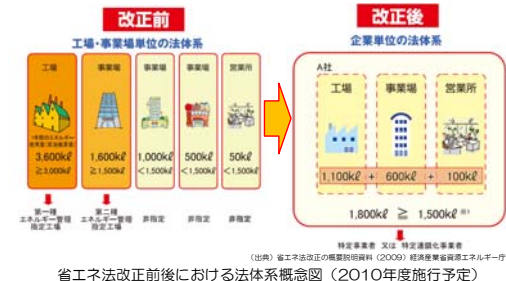 改正前
工場・事業場単位の法体系
工場
事業場
事業場
事業場
営業所
3,600kℓ
≧3,000kℓ
1,600kℓ
≧1,500kℓ
1,000kℓ
<1,500kℓ
500kℓ
<1,500kℓ
50kℓ
<1,500kℓ
第一種
エネルギー管理
指定工場
第二種
エネルギー管理
指定工場
非指定
非指定
非指定
改正後
企業単位の法体系
A社
工場
事業場
営業所
1,100kℓ + 600kℓ + 100kℓ
1,800kℓ ≧ 1,500kℓ
特定事業者 又は 特定連鎖化事業者
(出典)省エネ法改正の概要説明資料(2009)経済産業省資源エネルギー庁
省エネ法改正前後における法体系概念図(2010年度施行予定)